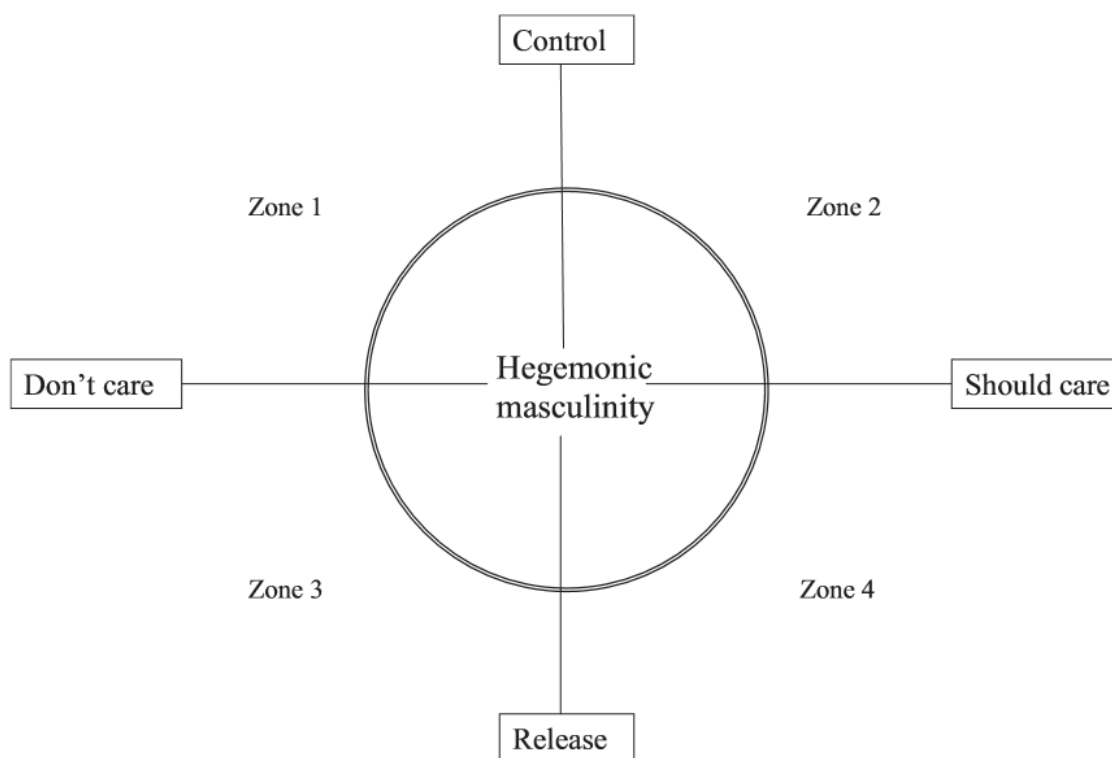 Control
Zone 1
Zone 2
Don’t care
Hegemonic
masculinity
Should care
Zone 3
Zone 4
Release